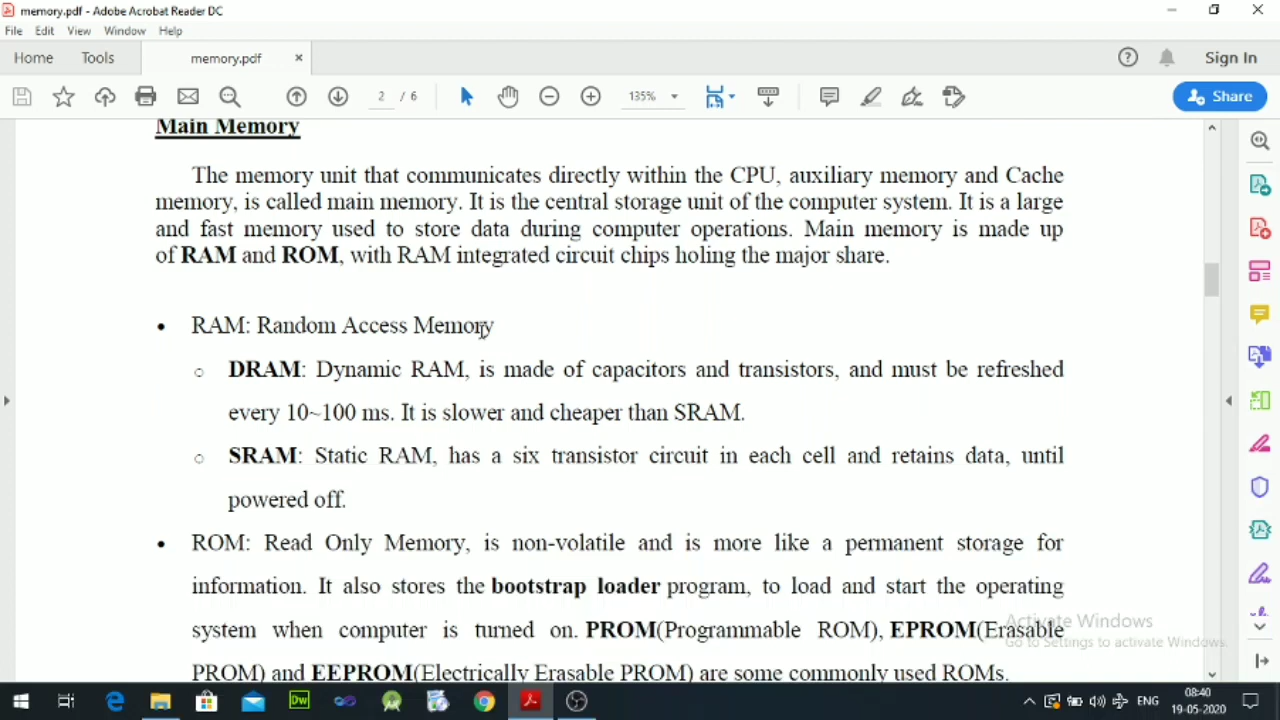 memory.pdf - Adobe Acrobat Reader DC
File Edit View Window Help
Home Tools memory.pdf × Sign In
2 / 6 135% Share
Main Memory
The memory unit that communicates directly within the CPU, auxiliary memory and Cache
memory, is called main memory. It is the central storage unit of the computer system. It is a large
and fast memory used to store data during computer operations. Main memory is made up
of RAM and ROM, with RAM integrated circuit chips holing the major share.
• RAM: Random Access Memory
o DRAM: Dynamic RAM, is made of capacitors and transistors, and must be refreshed
every 10~100 ms. It is slower and cheaper than SRAM.
o SRAM: Static RAM, has a six transistor circuit in each cell and retains data, until
powered off.
• ROM: Read Only Memory, is non-volatile and is more like a permanent storage for
information. It also stores the bootstrap loader program, to load and start the operating
system when computer is turned on. PROM(Programmable ROM), EPROM(Erasable
PROM) and EEPROM(Electrically Erasable PROM) are some commonly used ROMs.
Activate Windows
Go to Settings to activate Windows.
Dw ENG 08:40
19-05-2020